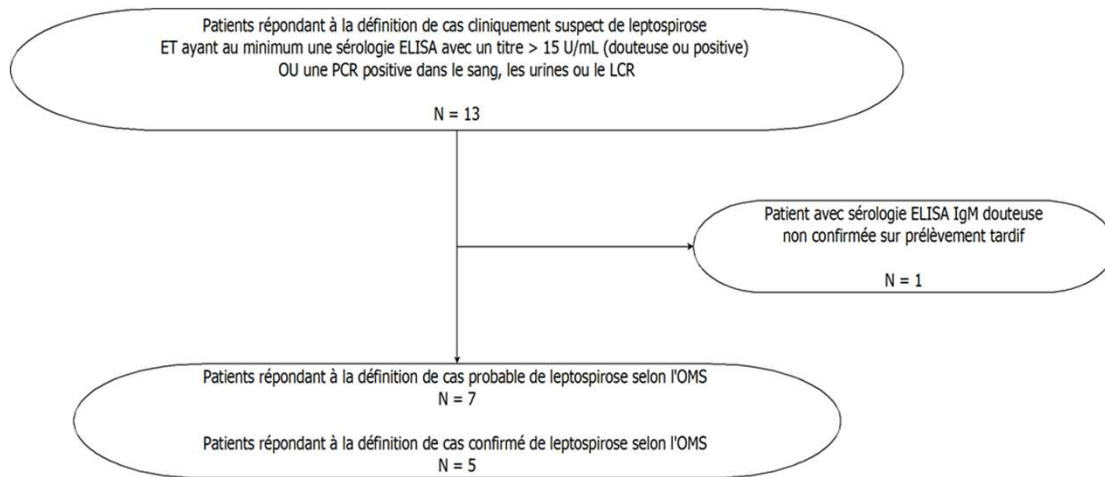 Patients répondant à la définition de cas cliniquement suspect de leptospirose
ET ayant au minimum une sérologie ELISA avec un titre > 15 U/mL (douteuse ou positive)
OU une PCR positive dans le sang, les urines ou le LCR
N = 13
Patient avec sérologie ELISA IgM douteuse
non confirmée sur prélèvement tardif
N = 1
Patients répondant à la définition de cas probable de leptospirose selon l'OMS
N = 7
Patients répondant à la définition de cas confirmé de leptospirose selon l'OMS
N = 5